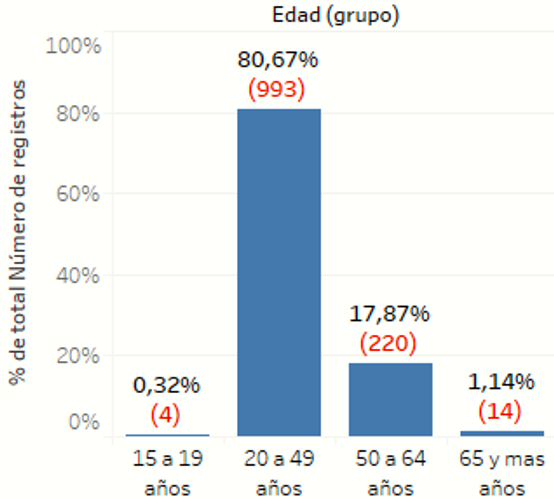 Edad (grupo)
% de total Número de registros
100%
80%
60%
40%
20%
0%
0,32%
(4)
80,67%
(993)
17,87%
(220)
1,14%
(14)
15 a 19
años
20 a 49
años
50 a 64
años
65 y mas
años